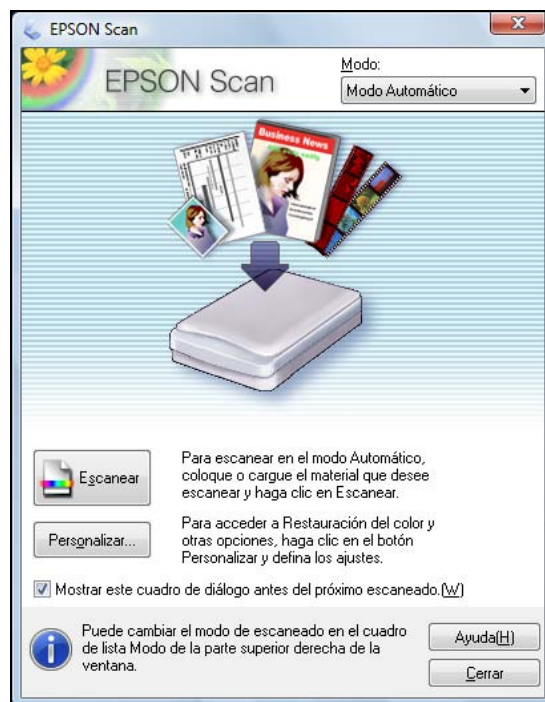 EPSON Scan
EPSON Scan
Modo:
Modo Automático
Business News
Escanear
Para escanear en el modo Automático,
coloque o cargue el material que desee
escanear y haga clic en Escanear.
Personalizar...
Para acceder a Restauración del color y
otras opciones, haga clic en el botón
Personalizar y defina los ajustes.
Mostrar este cuadro de diálogo antes del próximo escaneado.(W)
Puede cambiar el modo de escaneado en el cuadro
de lista Modo de la parte superior derecha de la
ventana.
Ayuda(H)
Cerrar